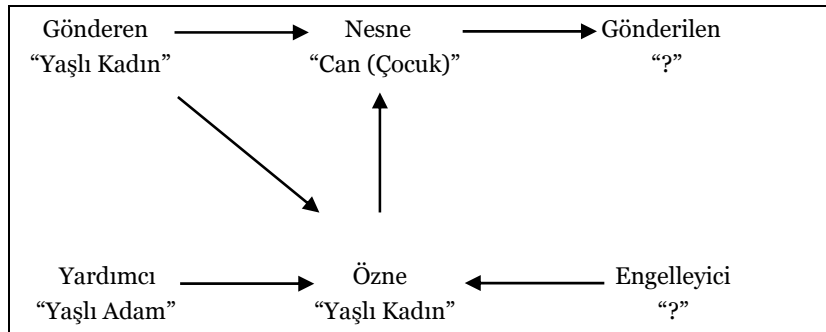 Gönderen Nesne Gönderilen
“Yaşlı Kadın” “Can (Çocuk)” “?”
Yardımcı Özne Engelleyici
“Yaşlı Adam” “Yaşlı Kadın” “?”